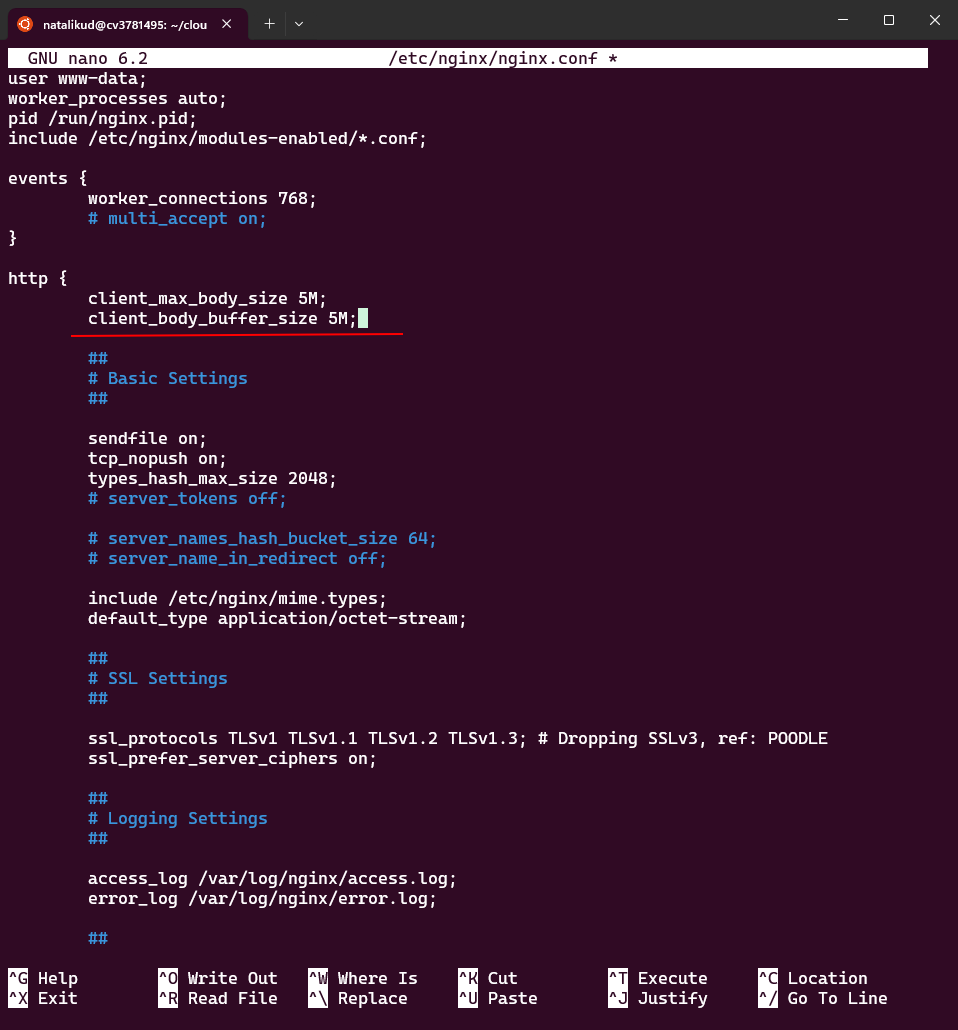 natalikud@cv3781495: ~/clou
GNU nano 6.2 /etc/nginx/nginx.conf *
user www-data;
worker_processes auto;
pid /run/nginx.pid;
include /etc/nginx/modules-enabled/*.conf;
events {
worker_connections 768;
# multi_accept on;
}
http {
client_max_body_size 5M;
client_body_buffer_size 5M;
##
# Basic Settings
##
sendfile on;
tcp_nopush on;
types_hash_max_size 2048;
# server_tokens off;
# server_names_hash_bucket_size 64;
# server_name_in_redirect off;
include /etc/nginx/mime.types;
default_type application/octet-stream;
##
# SSL Settings
##
ssl_protocols TLSv1 TLSv1.1 TLSv1.2 TLSv1.3; # Dropping SSLv3, ref: POODLE
ssl_prefer_server_ciphers on;
##
# Logging Settings
##
access_log /var/log/nginx/access.log;
error_log /var/log/nginx/error.log;
##
^G Help ^O Write Out ^W Where Is ^K Cut ^T Execute ^C Location
^X Exit ^R Read File ^\ Replace ^U Paste ^J Justify ^/ Go To Line